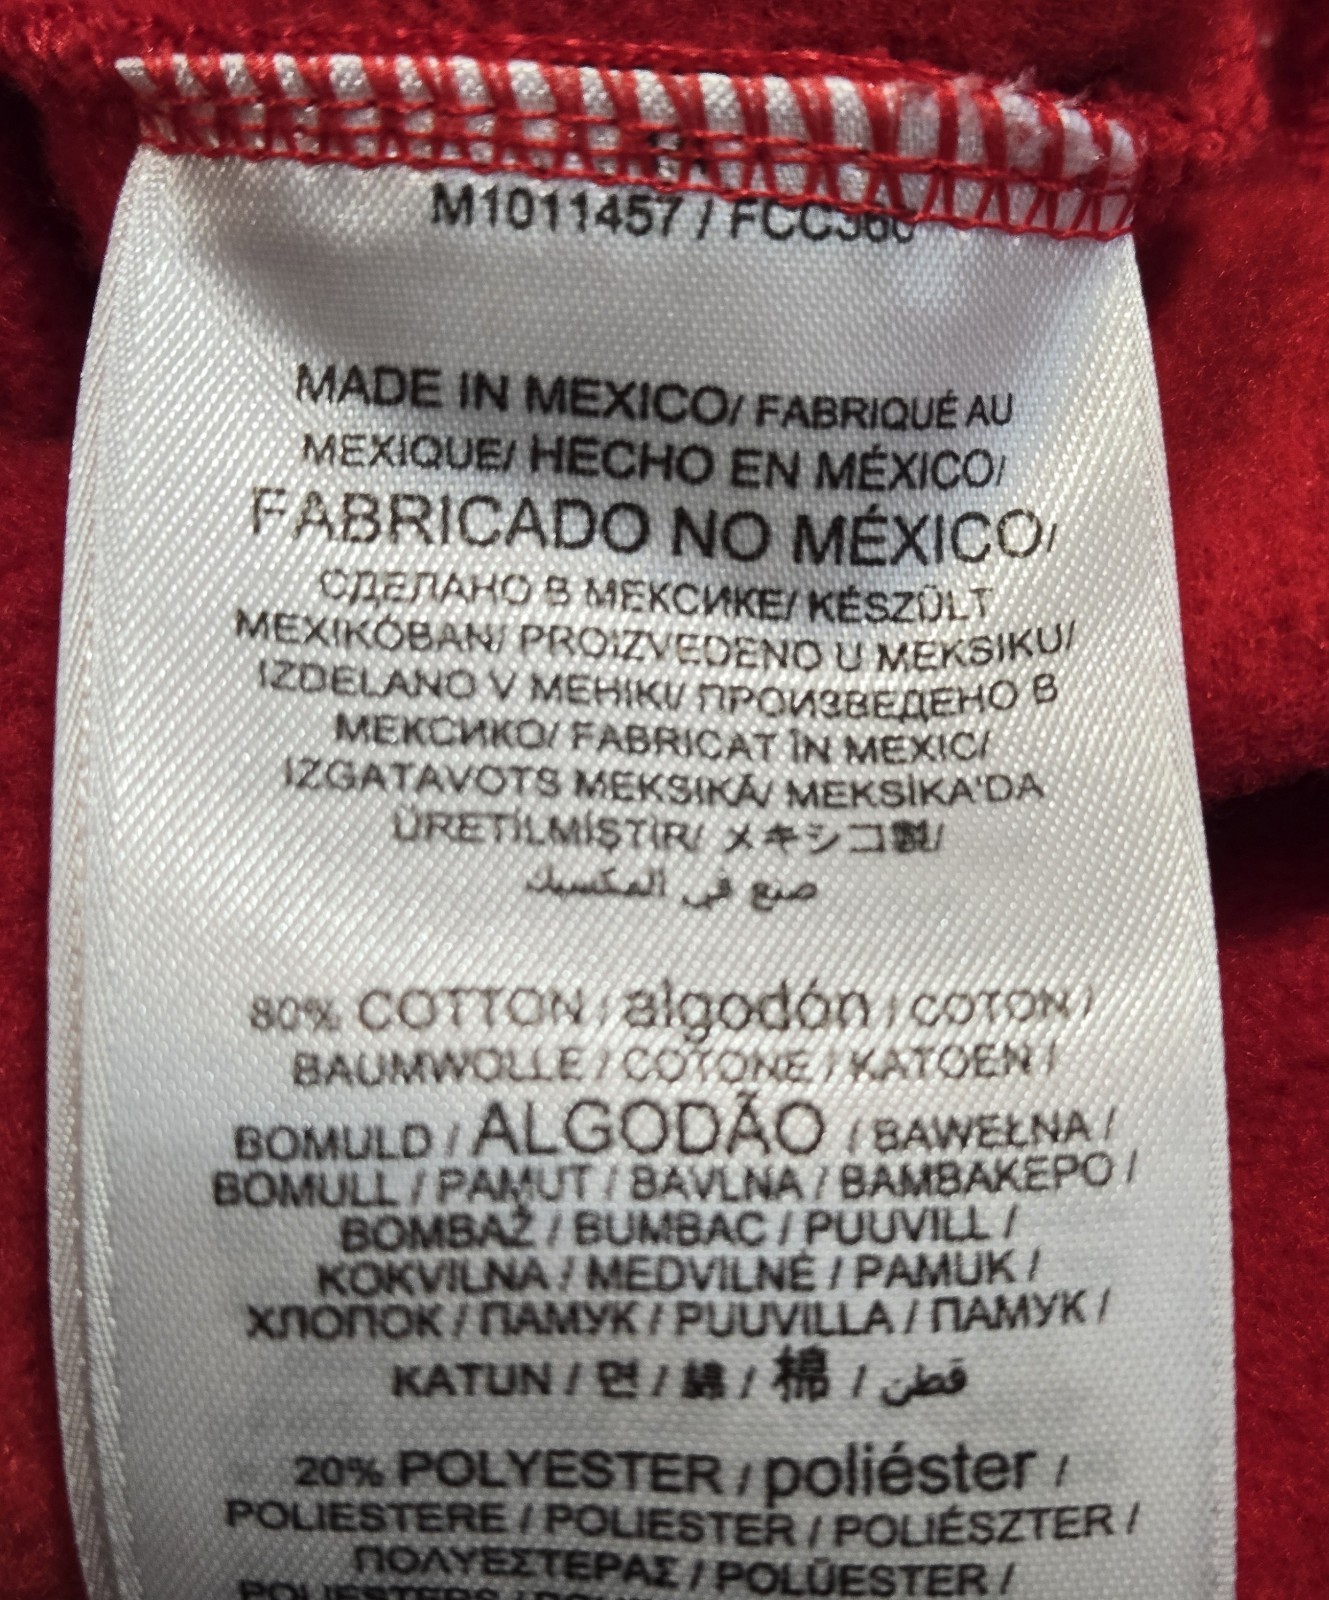 M1011457 / FCC360
MADE IN MEXICO/ FABRIQUÉ AU
MEXIQUE/ HECHO EN MÉXICO/
FABRICADO NO MÉXICO/
СДЕЛАНО В МЕКСИКЕ/ KÉSZÜLT
MEXIKÓBAN/ PROIZVEDENO U MEKSIKU/
IZDELANO V MEHIKI/ ПРОИЗВЕДЕНО В
МЕКСИКО/ FABRICAT ÎN MEXIC/
IZGATAVOTS MEKSIKĀ/ MEKSİKA'DA
ÜRETİLMİŞTİR/ メキシコ製/
صنع في المكسيك
80% COTTON / algodón / COTON /
BAUMWOLLE / COTONE / KATOEN /
BOMULD / ALGODÃO / BAWEŁNA /
BOMULL / PAMUT / BAVLNA / ΒΑΜΒΑΚΕΡΟ /
BOMBAŽ / BUMBAC / PUUVILL /
KOKVILNA / MEDVILNĖ / PAMUK /
ХЛОПОК / ПАМУК / PUUVILLA / ПАМУК /
KATUN / 면 / 綿 / 棉 / قطن
20% POLYESTER / poliéster /
POLIESTERE / POLIESTER / POLIÉSZTER /
ΠΟΛΥΕΣΤΕΡΑΣ / POLÜESTER /
POLIESTERS /